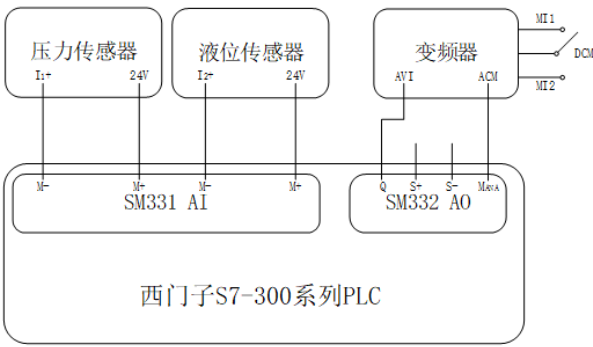 压力传感器
I1+ 24V
液位传感器
I2+ 24V
变频器
AVI ACM
MI1
DCM
MI2
M- M+ M- M+
SM331 AI
Q S+ S- MANA
SM332 AO
西门子S7-300系列PLC